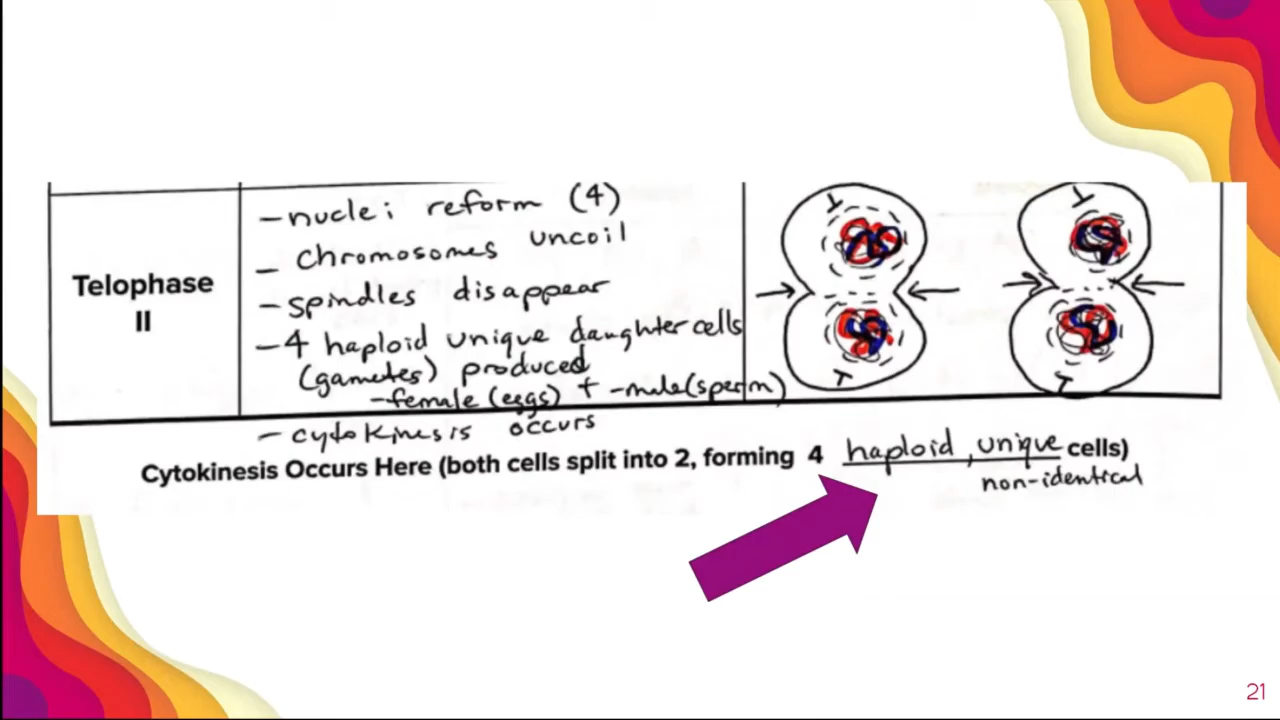 Telophase
II
- nuclei reform (4)
- chromosomes uncoil
- spindles disappear
- 4 haploid unique daughter cells
(gametes) produced
- female (eggs) + - male (sperm)
- cytokinesis occurs
Cytokinesis Occurs Here (both cells split into 2, forming 4 haploid, unique cells)
non-identical
21